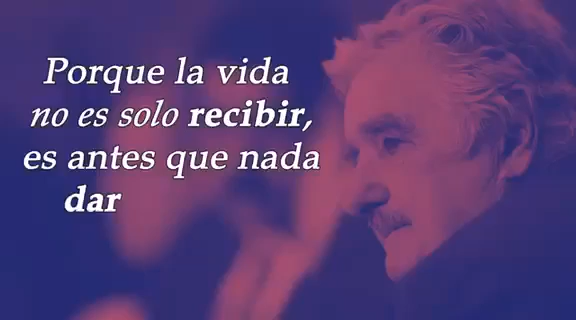 Porque la vida
no es solo recibir,
es antes que nada
dar